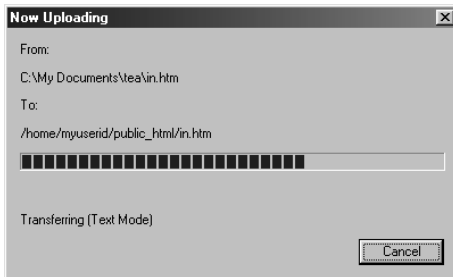 Now Uploading
From:
C:\My Documents\tea\in.htm
To:
/home/myuserid/public_html/in.htm
Transferring (Text Mode)
Cancel